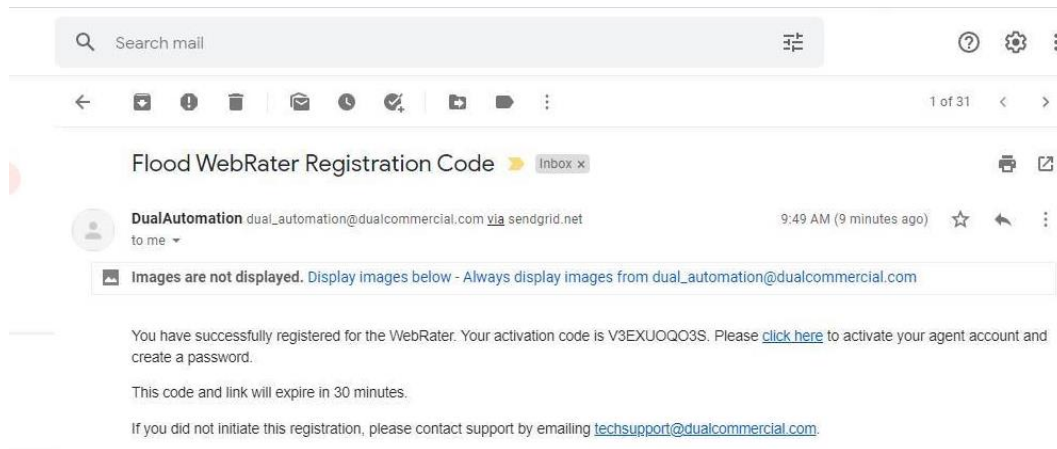 Search mail
1 of 31
Flood WebRater Registration Code Inbox x
DualAutomation dual_automation@dualcommercial.com via sendgrid.net 9:49 AM (9 minutes ago)
to me
Images are not displayed. Display images below - Always display images from dual_automation@dualcommercial.com
You have successfully registered for the WebRater. Your activation code is V3EXUOQO3S. Please click here to activate your agent account and
create a password.
This code and link will expire in 30 minutes.
If you did not initiate this registration, please contact support by emailing techsupport@dualcommercial.com.